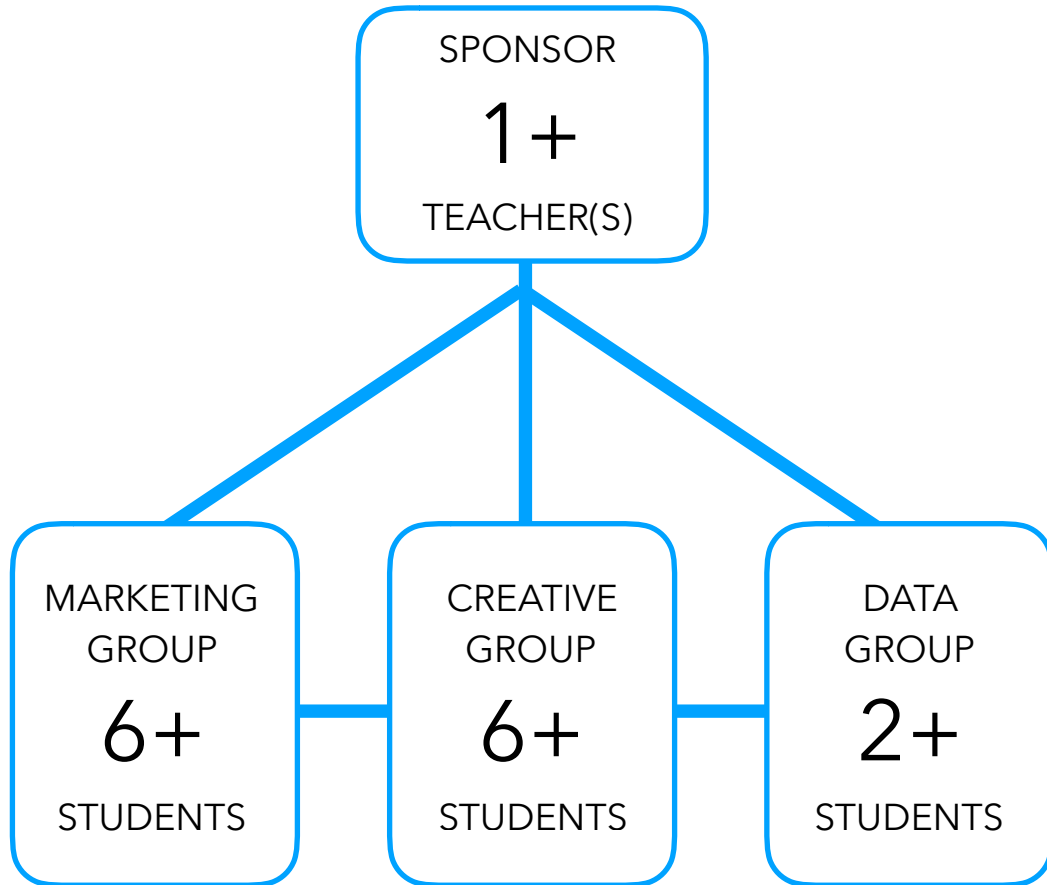 SPONSOR
1+
TEACHER(S)
MARKETING
GROUP
6+
STUDENTS
CREATIVE
GROUP
6+
STUDENTS
DATA
GROUP
2+
STUDENTS